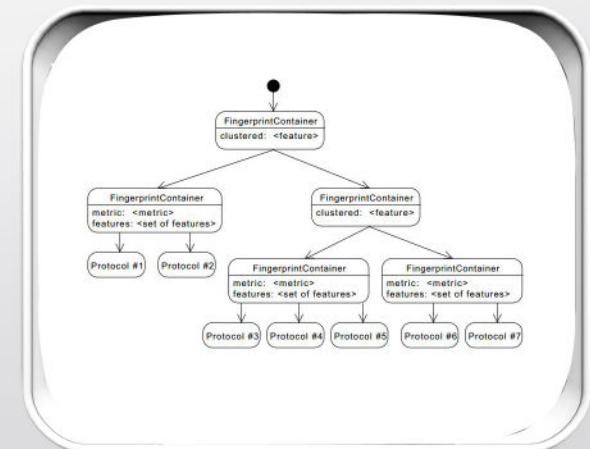 FingerprintContainer
clustered: <feature>
FingerprintContainer
metric: <metric>
features: <set of features>
FingerprintContainer
clustered: <feature>
Protocol #1
Protocol #2
FingerprintContainer
metric: <metric>
features: <set of features>
FingerprintContainer
metric: <metric>
features: <set of features>
Protocol #3
Protocol #4
Protocol #5
Protocol #6
Protocol #7